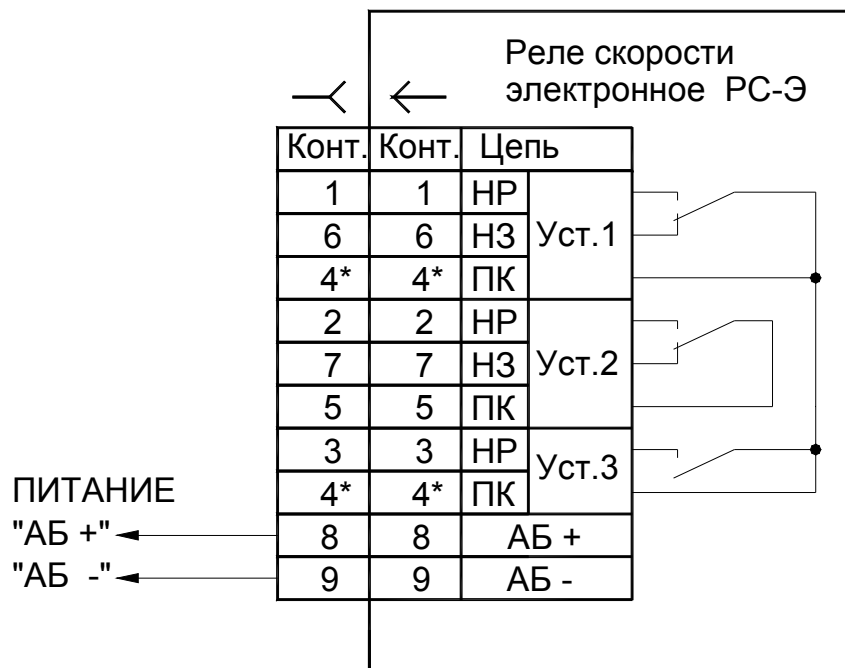 Реле скорости
электронное РС-Э
Конт. Конт. Цепь
1 1 НР
6 6 НЗ Уст.1
4* 4* ПК
2 2 НР
7 7 НЗ Уст.2
5 5 ПК
3 3 НР Уст.3
4* 4* ПК
ПИТАНИЕ
"АБ +" 8 8 АБ +
"АБ -" 9 9 АБ -